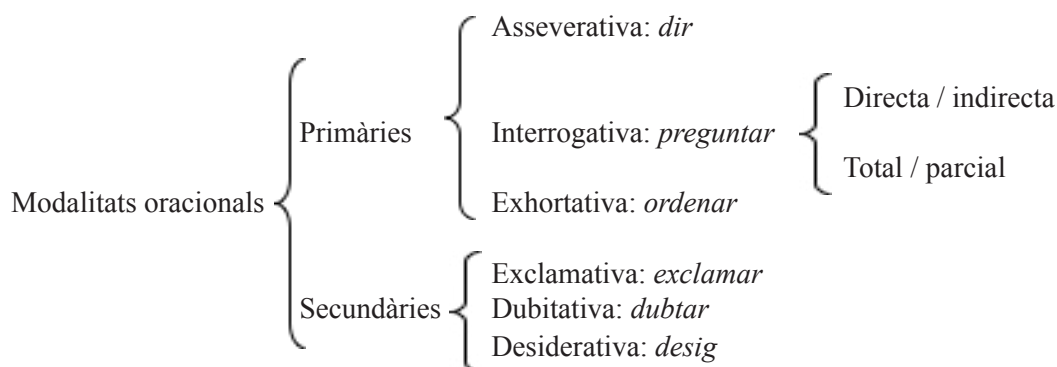 Asseverativa: dir
Directa / indirecta
Primàries
Interrogativa: preguntar
Total / parcial
Modalitats oracionals
Exhortativa: ordenar
Exclamativa: exclamar
Secundàries
Dubitativa: dubtar
Desiderativa: desig